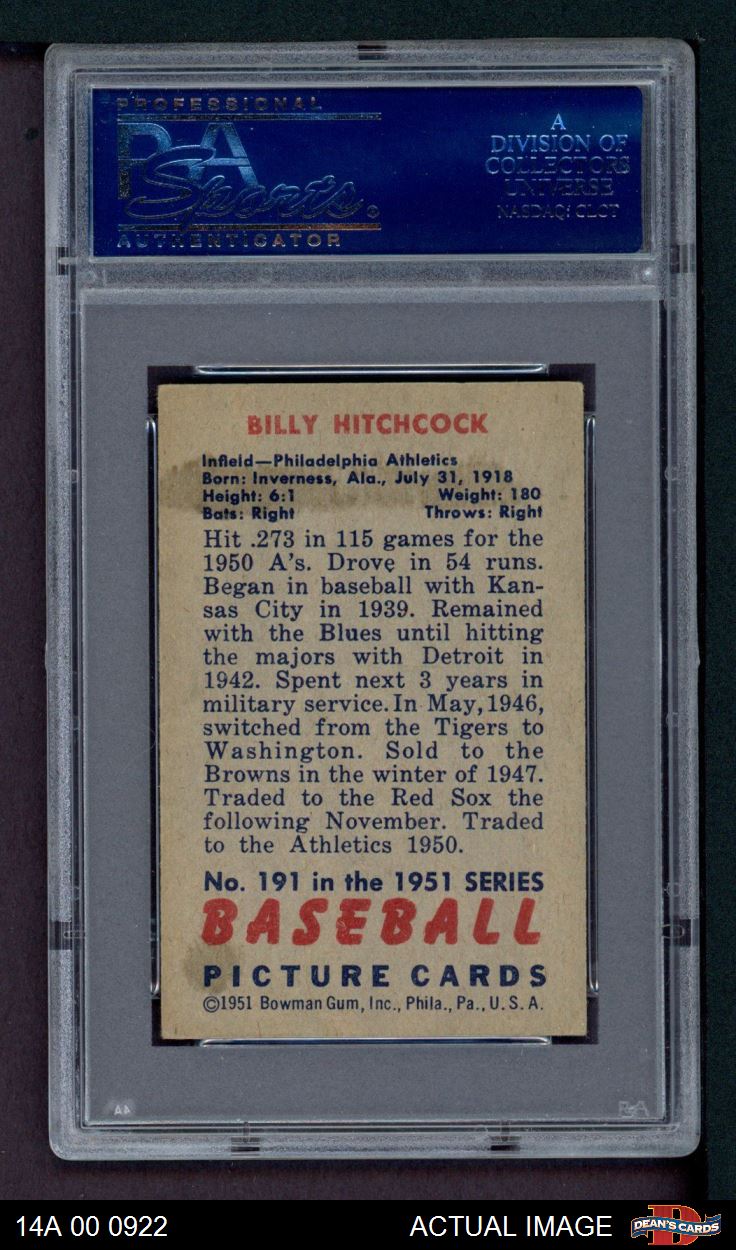 PROFESSIONAL
PSA
Sports
AUTHENTICATOR
A
DIVISION OF
COLLECTORS
UNIVERSE
NASDAQ: CLCT
BILLY HITCHCOCK
Infield—Philadelphia Athletics
Born: Inverness, Ala., July 31, 1918
Height: 6:1 Weight: 180
Bats: Right Throws: Right
Hit .273 in 115 games for the
1950 A's. Drove in 54 runs.
Began in baseball with Kan-
sas City in 1939. Remained
with the Blues until hitting
the majors with Detroit in
1942. Spent next 3 years in
military service. In May, 1946,
switched from the Tigers to
Washington. Sold to the
Browns in the winter of 1947.
Traded to the Red Sox the
following November. Traded
to the Athletics 1950.
No. 191 in the 1951 SERIES
BASEBALL
PICTURE CARDS
©1951 Bowman Gum, Inc., Phila., Pa., U.S.A.
PSA
14A 00 0922 ACTUAL IMAGE DEAN'S CARDS